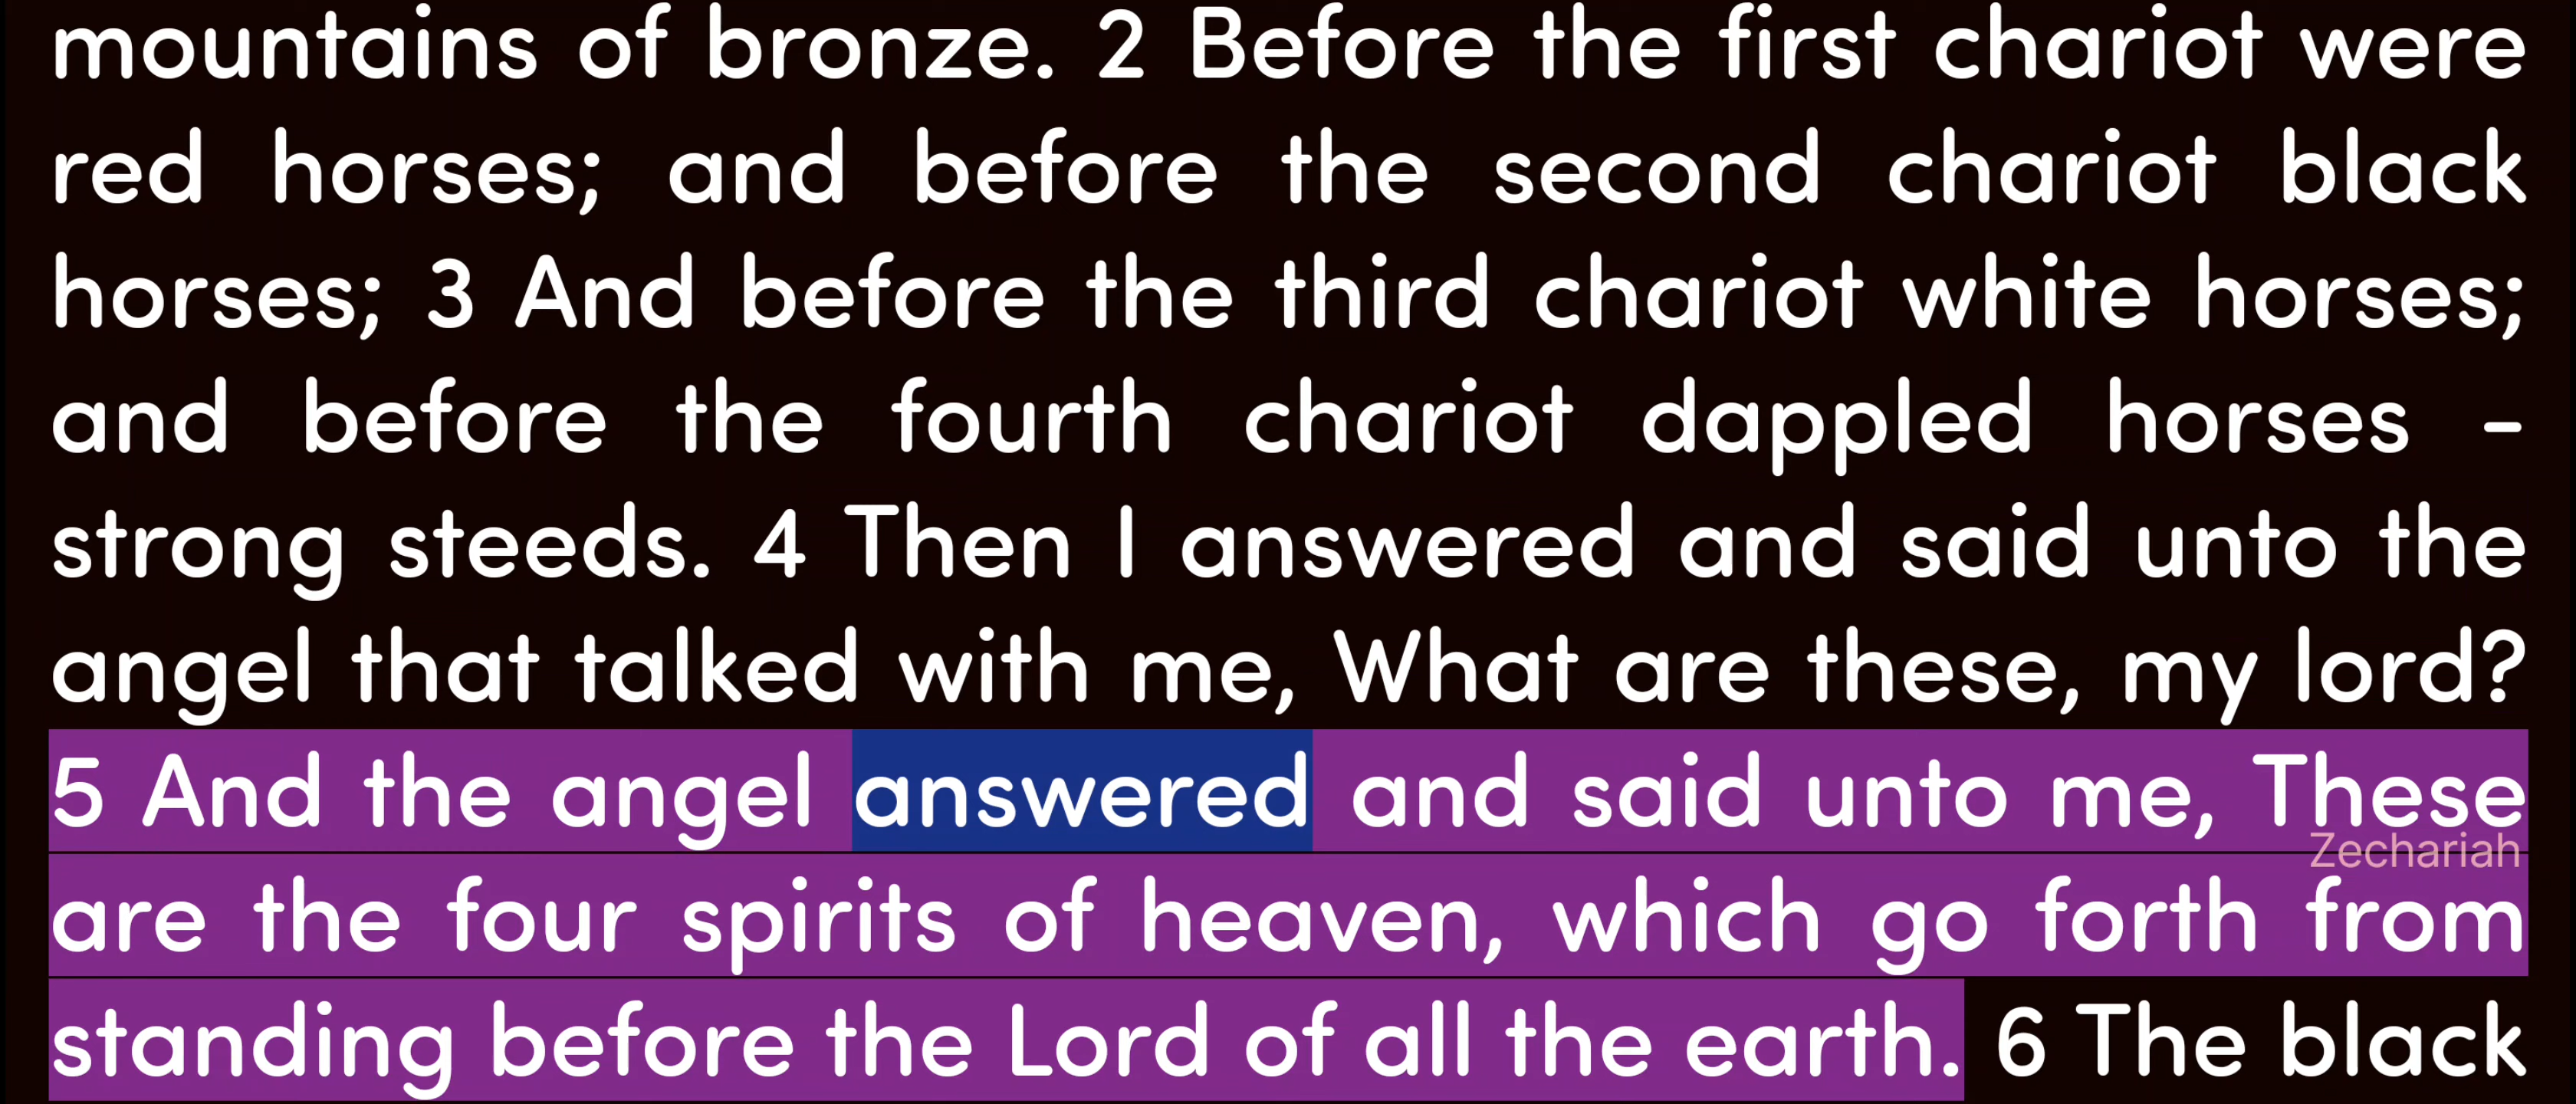 mountains of bronze. 2 Before the first chariot were
red horses; and before the second chariot black
horses; 3 And before the third chariot white horses;
and before the fourth chariot dappled horses -
strong steeds. 4 Then I answered and said unto the
angel that talked with me, What are these, my lord?
5 And the angel answered and said unto me, These
Zechariah
are the four spirits of heaven, which go forth from
standing before the Lord of all the earth. 6 The black